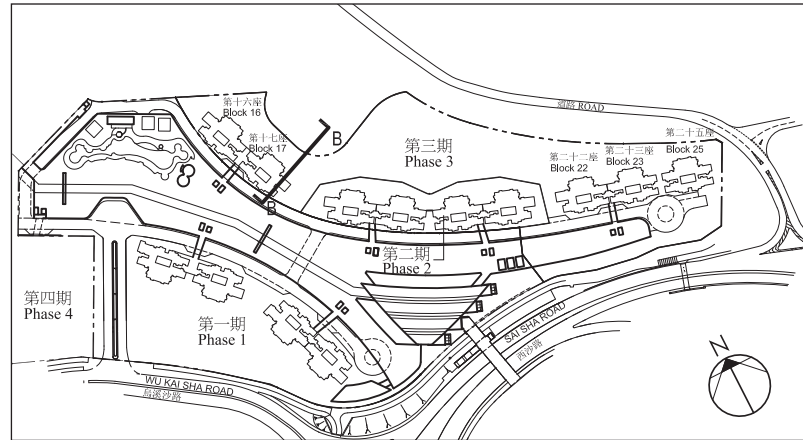 第十六座
Block 16
第十七座
Block 17
B
B
第三期
Phase 3
道路 ROAD
第二十五座
Block 25
第二十三座
Block 23
第二十二座
Block 22
第二期
Phase 2
第四期
Phase 4
第一期
Phase 1
SAI SHA ROAD
西沙路
WU KAI SHA ROAD
烏溪沙路
N